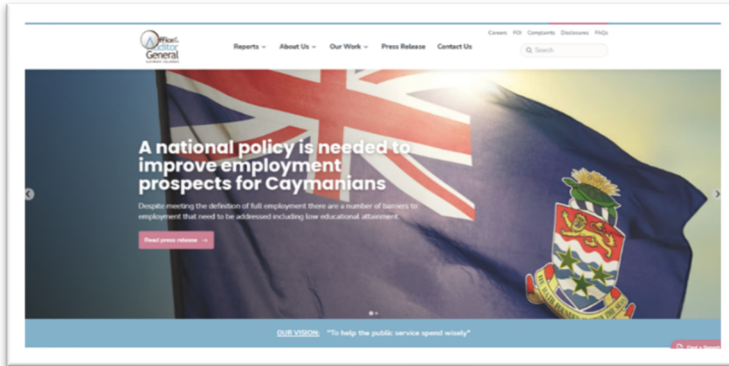 Careers FOI Complaints Disclosures FAQs
Office of the
Auditor
General
CAYMAN ISLANDS
Reports About Us Our Work Press Release Contact Us
Search
A national policy is needed to
improve employment
prospects for Caymanians
Despite meeting the definition of full employment there are a number of barriers to
employment that need to be addressed including low educational attainment.
Read press release →
OUR VISION: "To help the public service spend wisely"